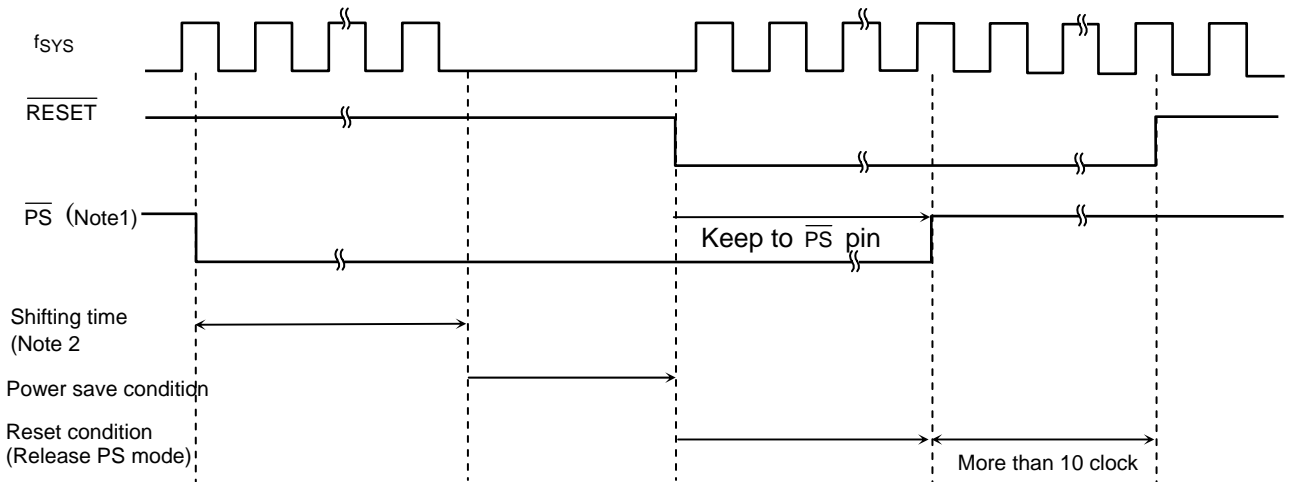 fSYS
RESET
PS (Note1)
Keep to PS pin
Shifting time
(Note 2
Power save condition
Reset condition
(Release PS mode)
More than 10 clock